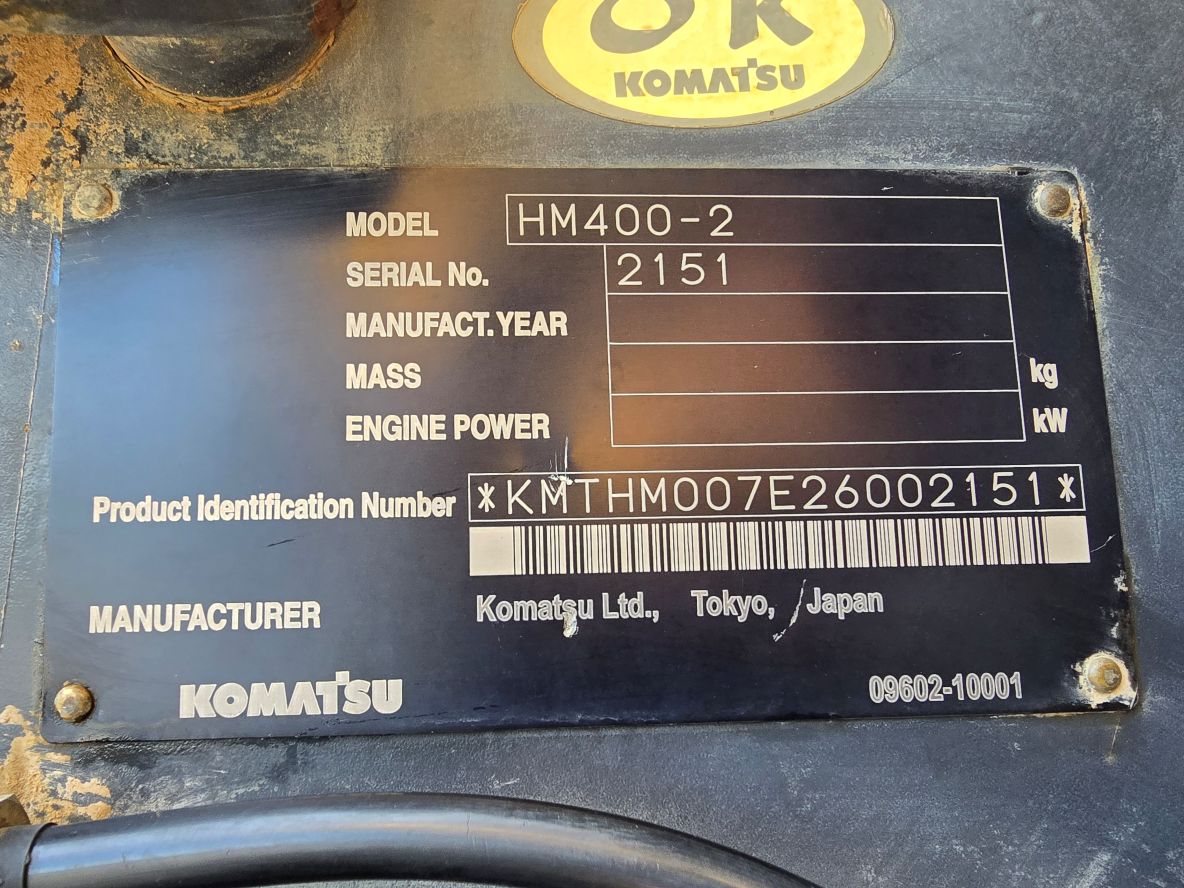 OK
KOMATSU
MODEL HM400-2
SERIAL No. 2151
MANUFACT. YEAR
MASS kg
ENGINE POWER kW
Product Identification Number *KMTHM007E26002151*
MANUFACTURER Komatsu Ltd., Tokyo, Japan
KOMATSU 09602-10001